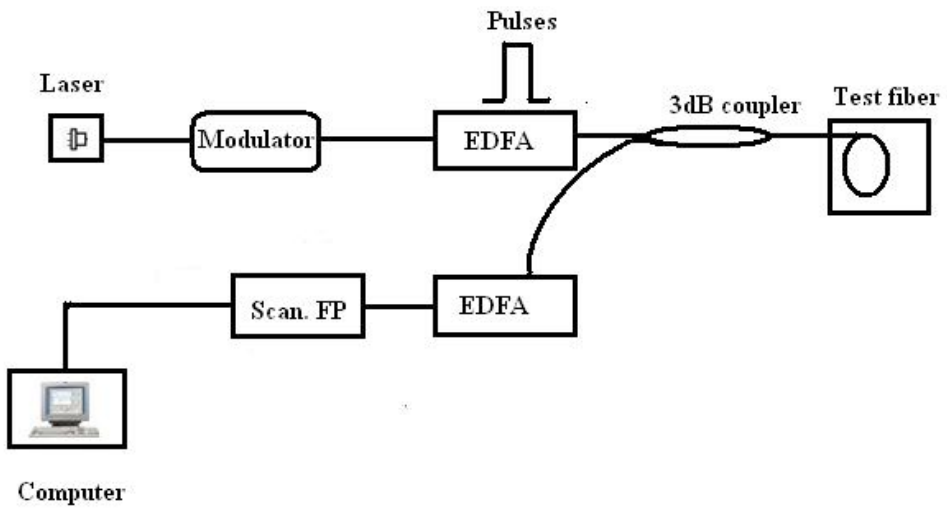 Pulses
Laser
3dB coupler
Test fiber
Modulator
EDFA
Scan. FP
EDFA
Computer